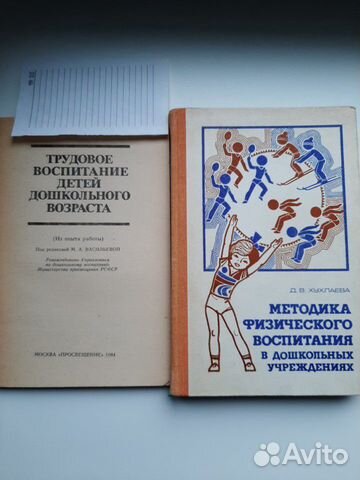 ТРУДОВОЕ
ВОСПИТАНИЕ
ДЕТЕЙ
ДОШКОЛЬНОГО
ВОЗРАСТА
(Из опыта работы)
Под редакцией М. А. ВАСИЛЬЕВОЙ
Рекомендовано Управлением
по дошкольному воспитанию
Министерства просвещения РСФСР
МОСКВА «ПРОСВЕЩЕНИЕ» 1984
Д. В. ХУХЛАЕВА
МЕТОДИКА
ФИЗИЧЕСКОГО
ВОСПИТАНИЯ
В ДОШКОЛЬНЫХ
УЧРЕЖДЕНИЯХ
Avito